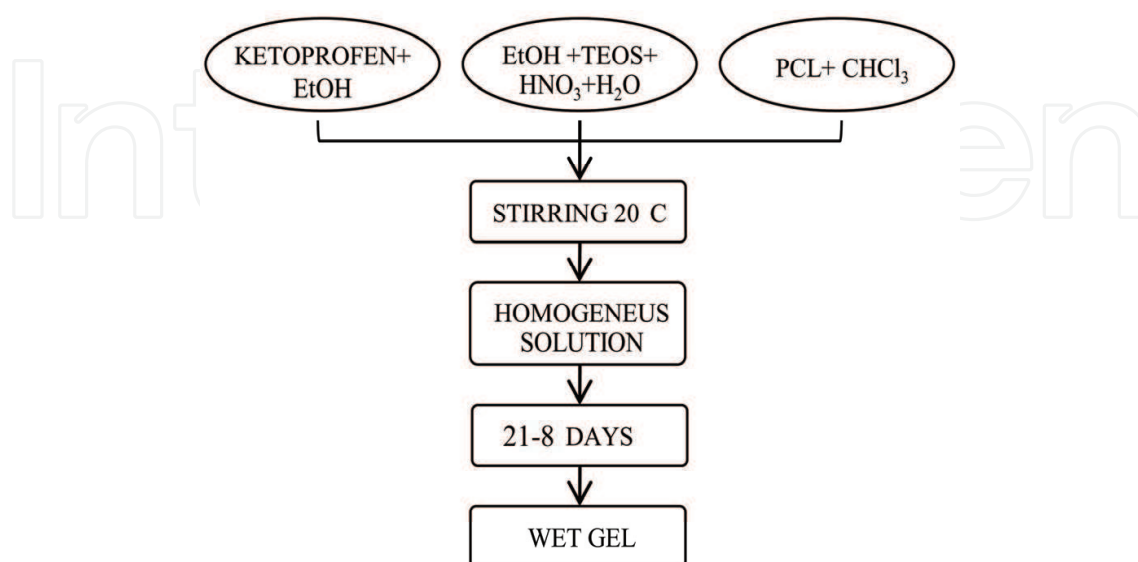 KETOPROFEN+
EtOH
EtOH +TEOS+
HNO₃+H₂O
PCL+ CHCl₃
STIRRING 20 C
HOMOGENEUS
SOLUTION
21-8 DAYS
WET GEL